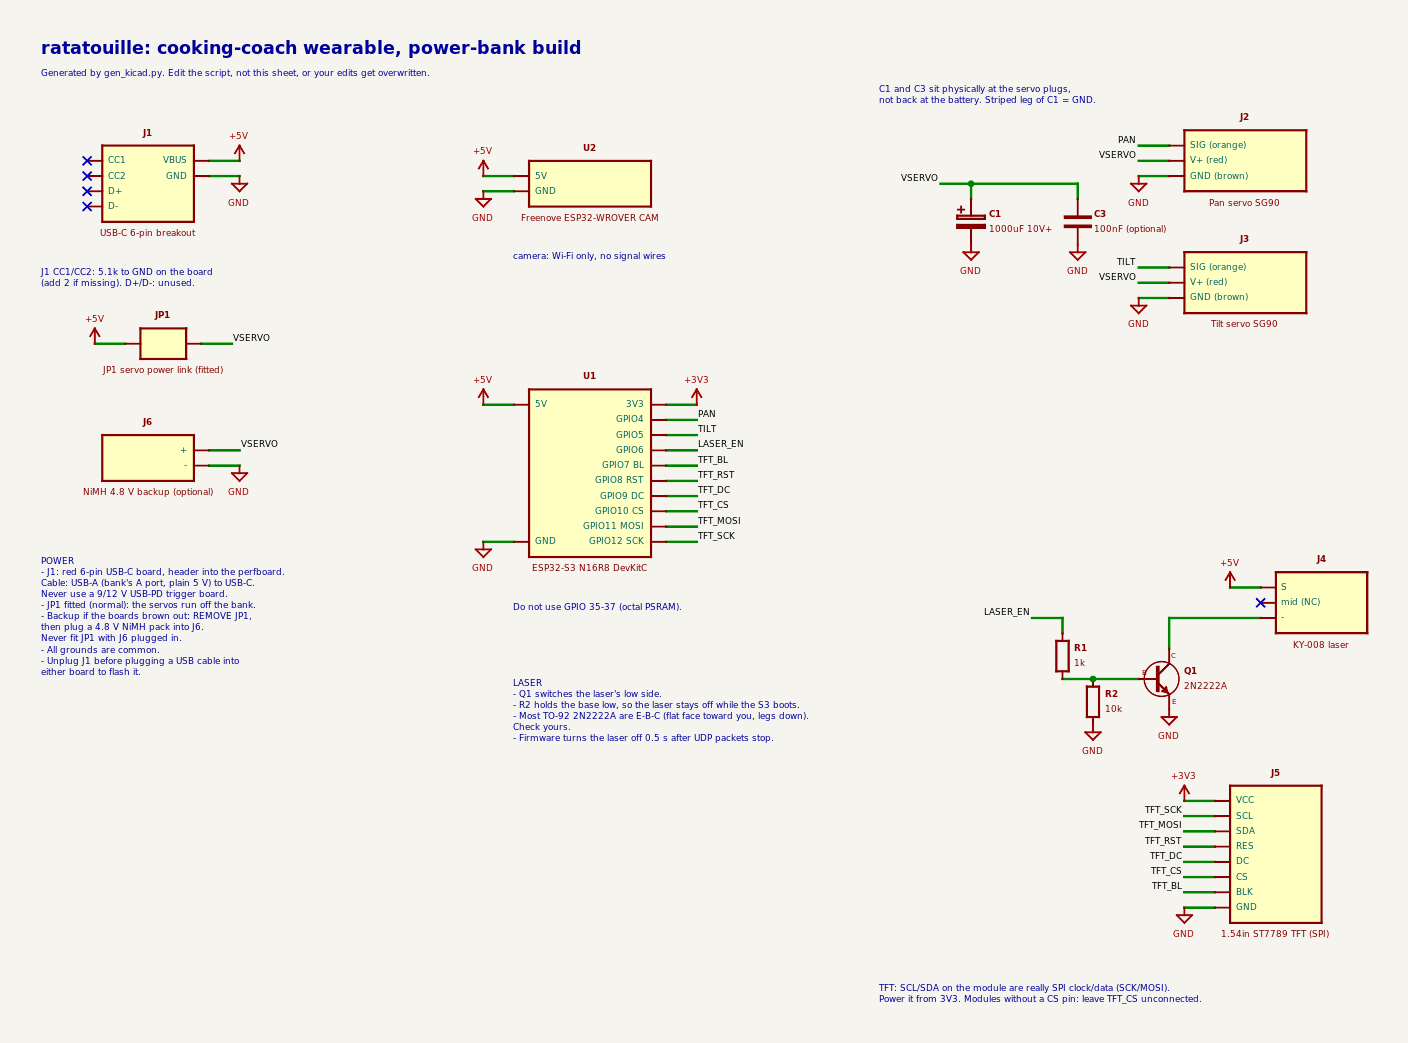 ratatouille: cooking-coach wearable, power-bank build
Generated by gen_kicad.py. Edit the script, not this sheet, or your edits get overwritten.
J1
+5V
CC1
VBUS
CC2
GND
D+
D-
GND
USB-C 6-pin breakout
J1 CC1/CC2: 5.1k to GND on the board
(add 2 if missing). D+/D-: unused.
+5V
JP1
VSERVO
JP1 servo power link (fitted)
J6
+
VSERVO
-
NiMH 4.8 V backup (optional)
GND
POWER
- J1: red 6-pin USB-C board, header into the perfboard.
Cable: USB-A (bank's A port, plain 5 V) to USB-C.
Never use a 9/12 V USB-PD trigger board.
- JP1 fitted (normal): the servos run off the bank.
- Backup if the boards brown out: REMOVE JP1,
then plug a 4.8 V NiMH pack into J6.
Never fit JP1 with J6 plugged in.
- All grounds are common.
- Unplug J1 before plugging a USB cable into
either board to flash it.
U2
+5V
5V
GND
GND
Freenove ESP32-WROVER CAM
camera: Wi-Fi only, no signal wires
U1
+5V
+3V3
5V
3V3
GPIO4
PAN
GPIO5
TILT
GPIO6
LASER_EN
GPIO7 BL
TFT_BL
GPIO8 RST
TFT_RST
GPIO9 DC
TFT_DC
GPIO10 CS
TFT_CS
GPIO11 MOSI
TFT_MOSI
GND
GPIO12 SCK
TFT_SCK
GND
ESP32-S3 N16R8 DevKitC
Do not use GPIO 35-37 (octal PSRAM).
LASER
- Q1 switches the laser's low side.
- R2 holds the base low, so the laser stays off while the S3 boots.
- Most TO-92 2N2222A are E-B-C (flat face toward you, legs down).
Check yours.
- Firmware turns the laser off 0.5 s after UDP packets stop.
C1 and C3 sit physically at the servo plugs,
not back at the battery. Striped leg of C1 = GND.
VSERVO
+
C1
1000uF 10V+
GND
C3
100nF (optional)
GND
J2
PAN
SIG (orange)
VSERVO
V+ (red)
GND (brown)
GND
Pan servo SG90
J3
TILT
SIG (orange)
VSERVO
V+ (red)
GND (brown)
GND
Tilt servo SG90
J4
+5V
S
mid (NC)
-
KY-008 laser
LASER_EN
R1
1k
R2
10k
GND
C
B
E
Q1
2N2222A
GND
J5
+3V3
VCC
TFT_SCK
SCL
TFT_MOSI
SDA
TFT_RST
RES
TFT_DC
DC
TFT_CS
CS
TFT_BL
BLK
GND
GND
1.54in ST7789 TFT (SPI)
TFT: SCL/SDA on the module are really SPI clock/data (SCK/MOSI).
Power it from 3V3. Modules without a CS pin: leave TFT_CS unconnected.